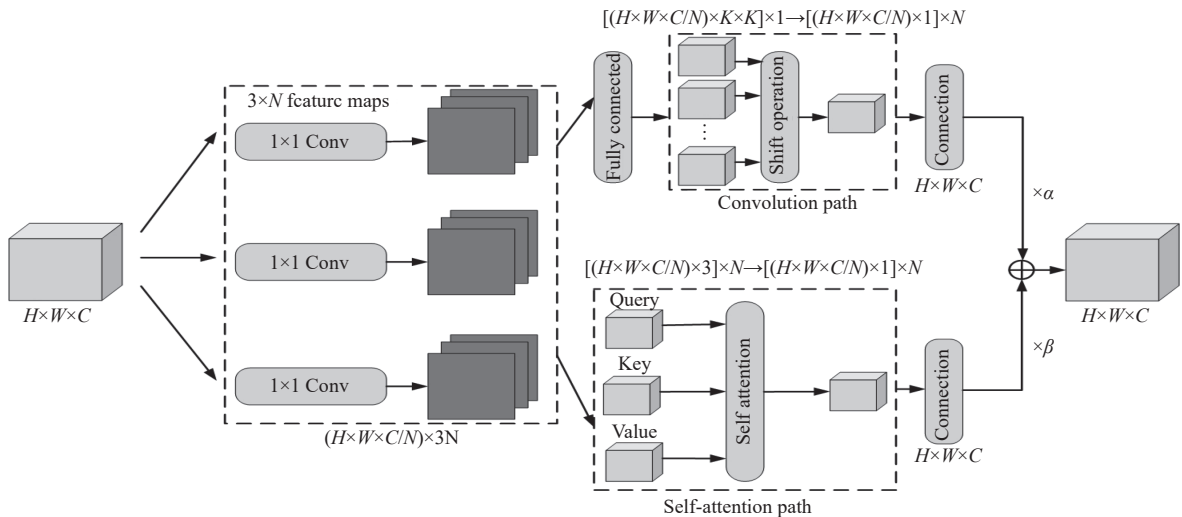 [(H×W×C/N)×K×K]×1→[(H×W×C/N)×1]×N
3×N feature maps
1×1 Conv
1×1 Conv
1×1 Conv
H×W×C
(H×W×C/N)×3N
Fully connected
⋮
Shift operation
Convolution path
Connection
H×W×C
×α
[(H×W×C/N)×3]×N→[(H×W×C/N)×1]×N
Query
Key
Value
Self attention
Self-attention path
Connection
H×W×C
×β
H×W×C